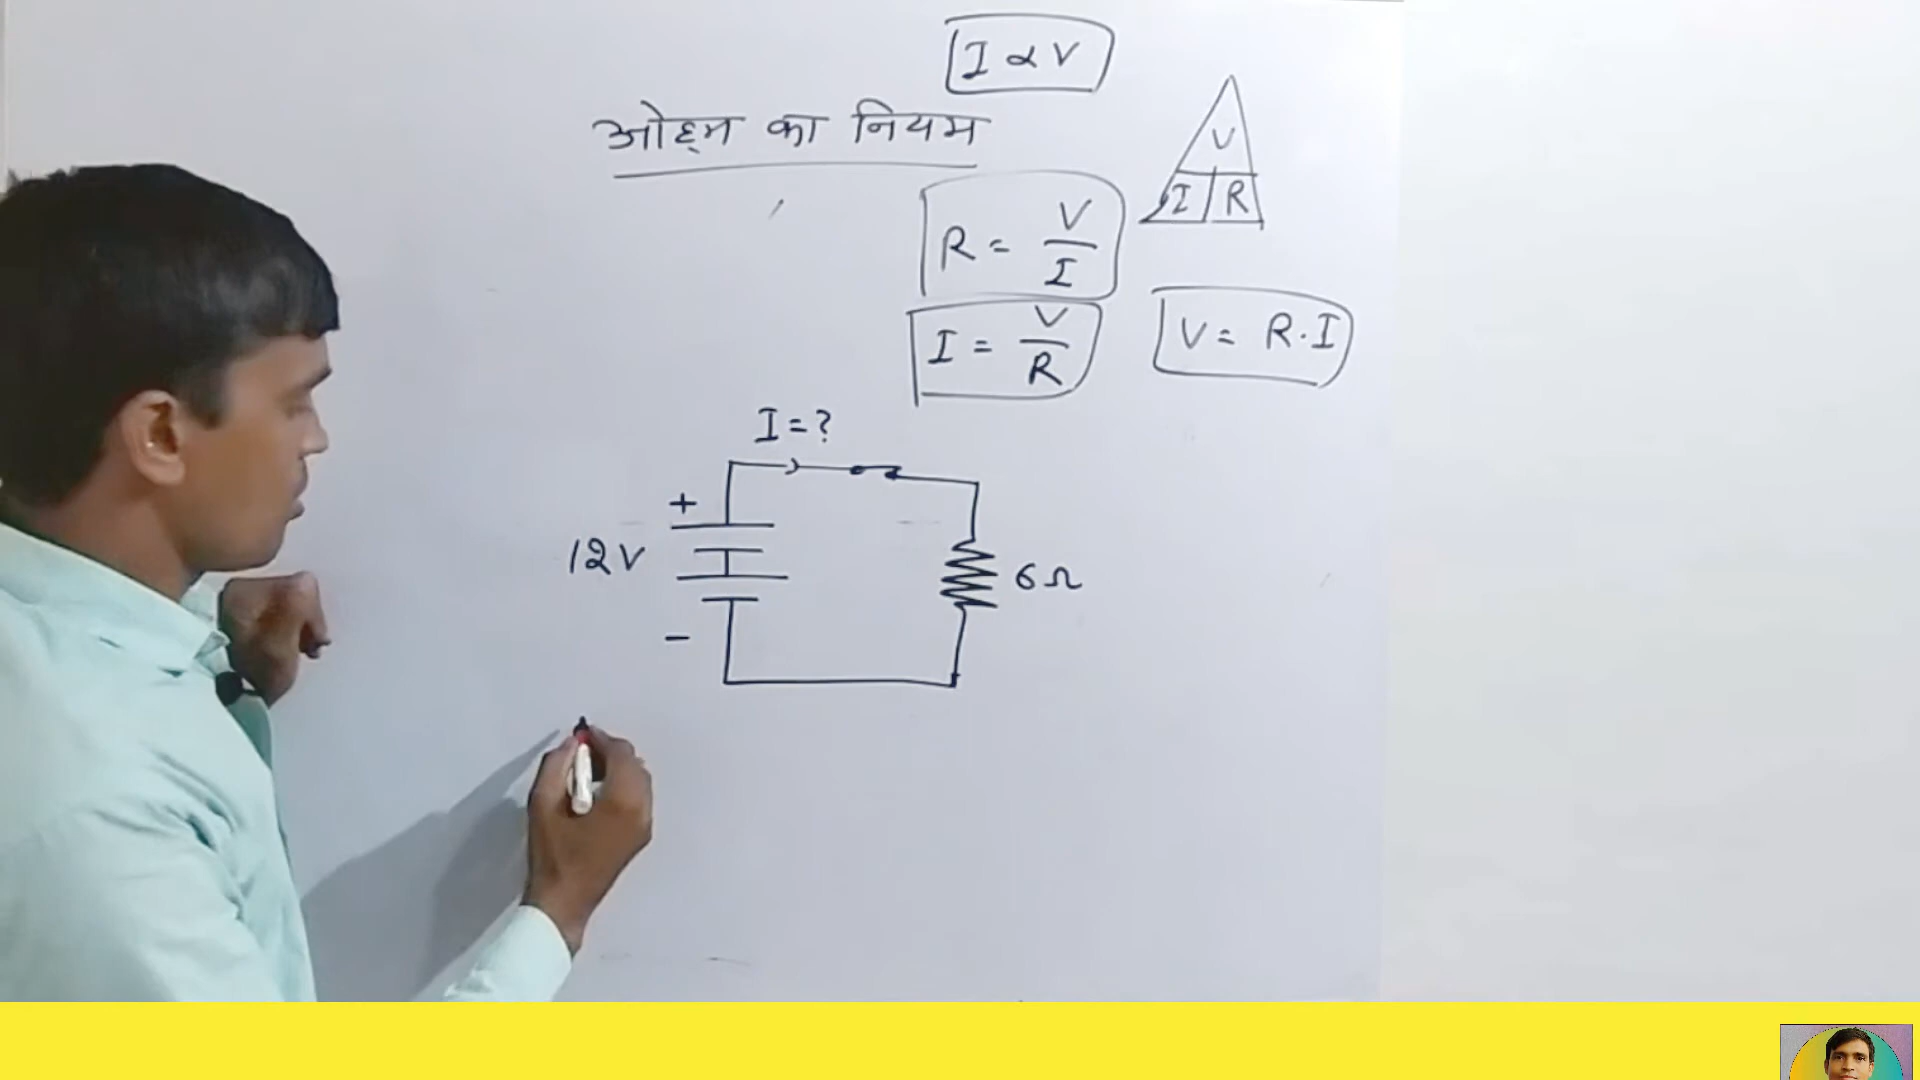 I α V
ओह्म का नियम
V
I R
R = V/I
I = V/R
V = R.I
I = ?
+
12V
6Ω
-